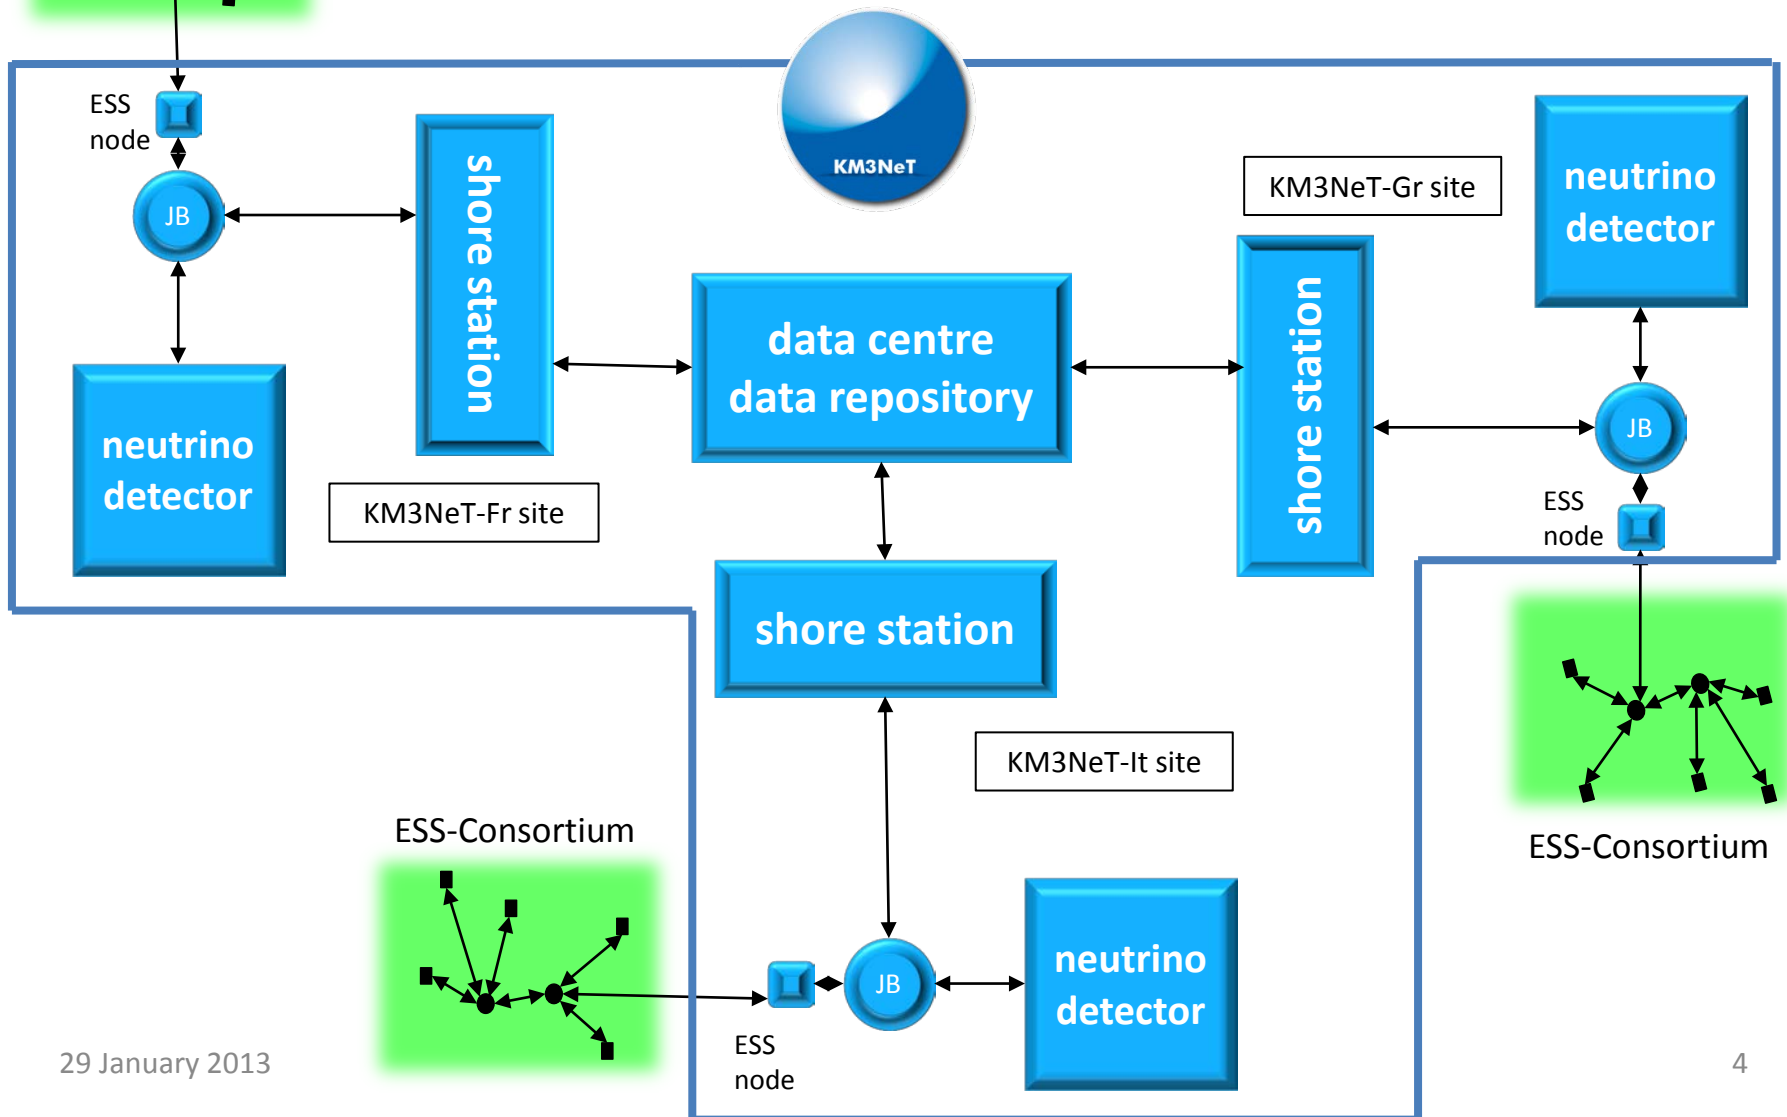 ESS
node
JB
shore station
neutrino
detector
KM3NeT-Fr site
KM3NeT
data centre
data repository
KM3NeT-Gr site
shore station
neutrino
detector
JB
ESS
node
shore station
KM3NeT-It site
ESS-Consortium
ESS-Consortium
JB
neutrino
detector
ESS
node
29 January 2013
4